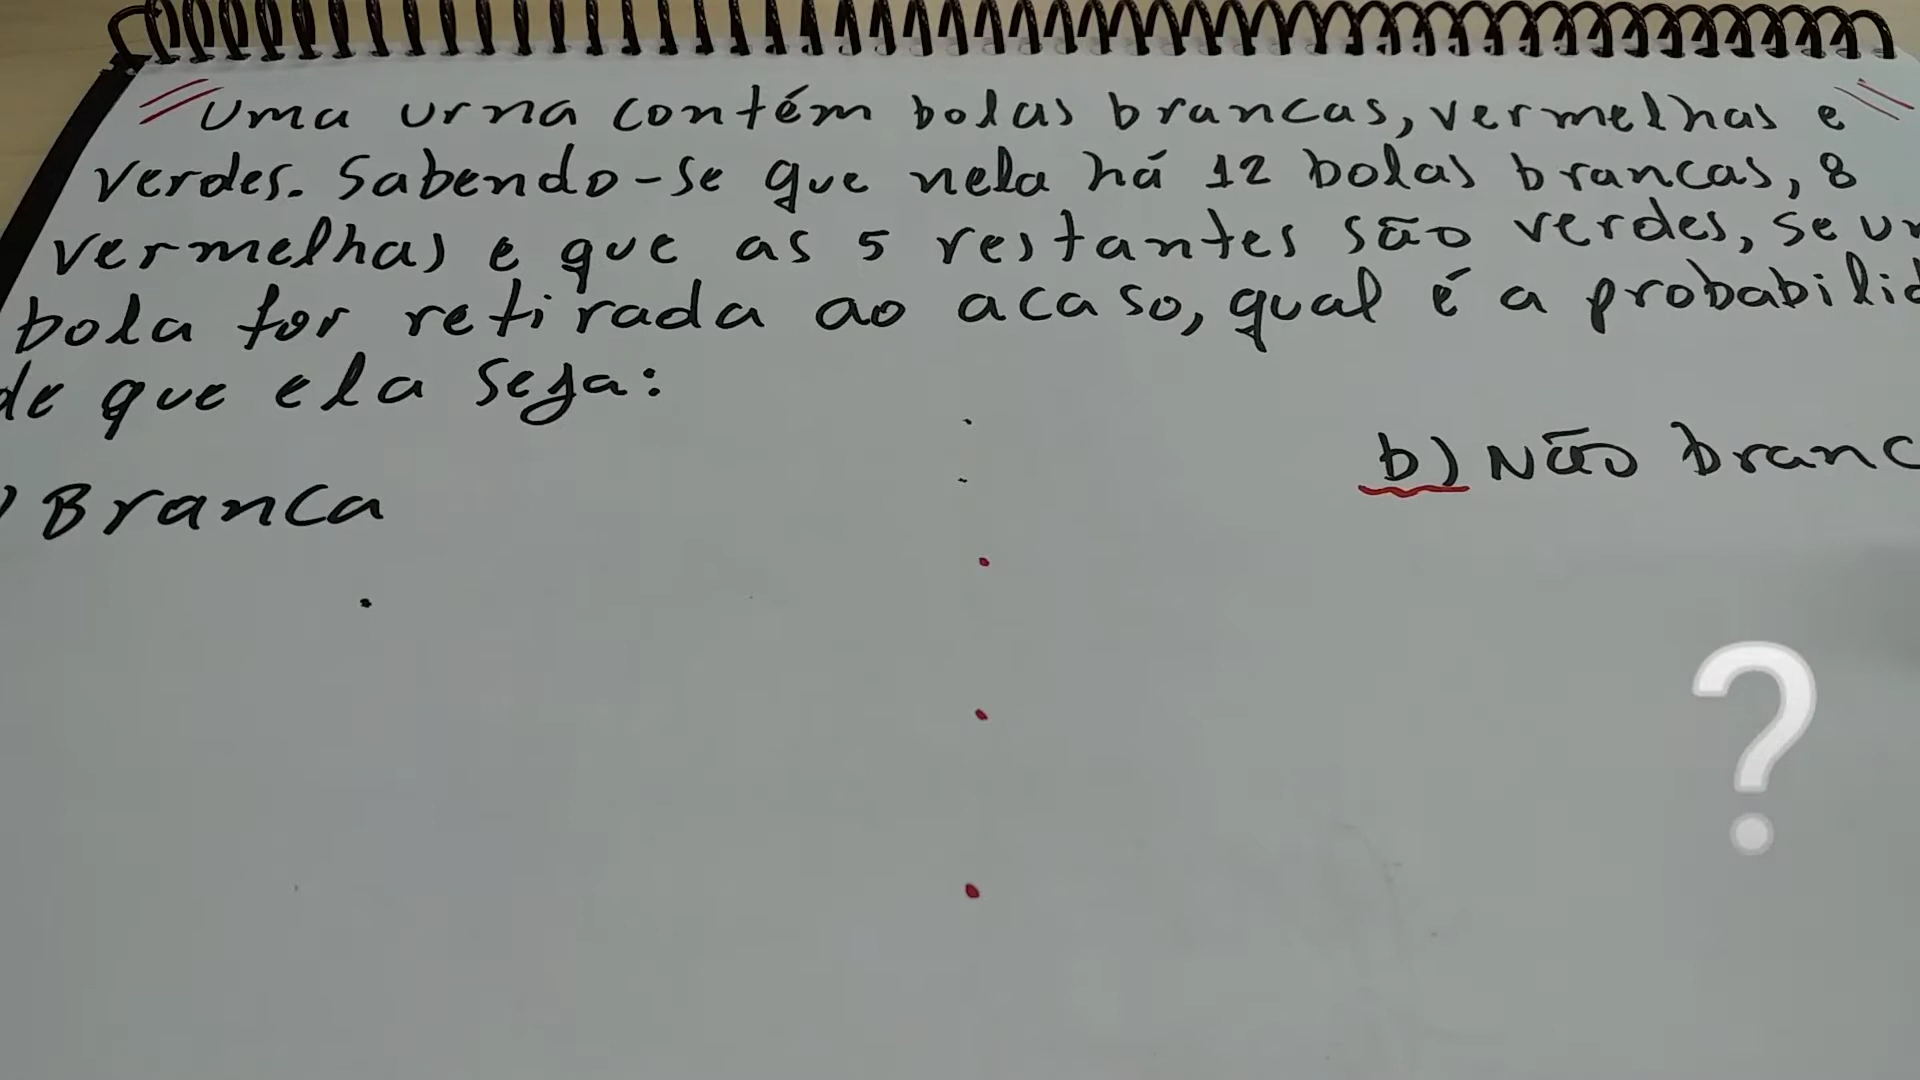 Uma urna contém bolas brancas, vermelhas e
verdes. Sabendo-se que nela há 12 bolas brancas, 8
vermelhas e que as 5 restantes são verdes, se
bola for retirada ao acaso, qual é a
de que ela seja:
b) Não
) Branca
?